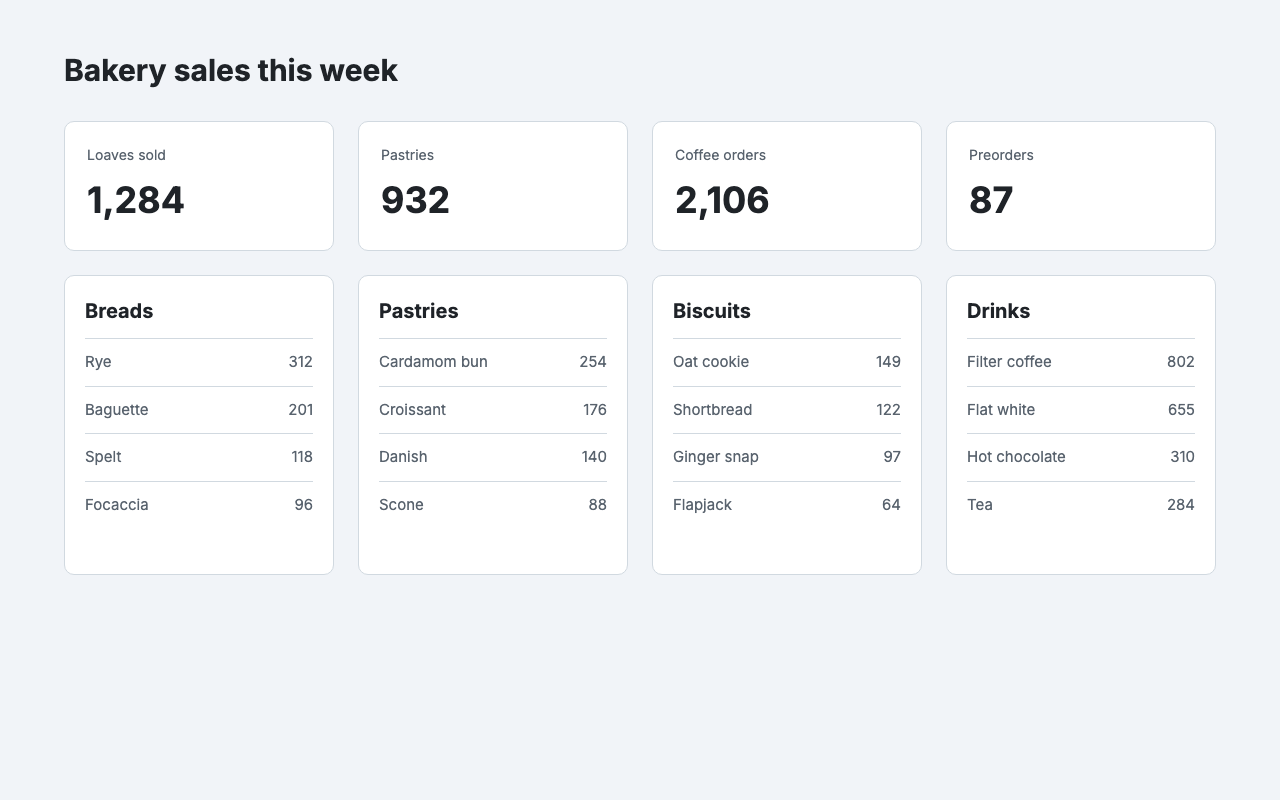 Bakery sales this week
Loaves sold
1,284
Pastries
932
Coffee orders
2,106
Preorders
87
Breads
Rye 312
Baguette 201
Spelt 118
Focaccia 96
Pastries
Cardamom bun 254
Croissant 176
Danish 140
Scone 88
Biscuits
Oat cookie 149
Shortbread 122
Ginger snap 97
Flapjack 64
Drinks
Filter coffee 802
Flat white 655
Hot chocolate 310
Tea 284